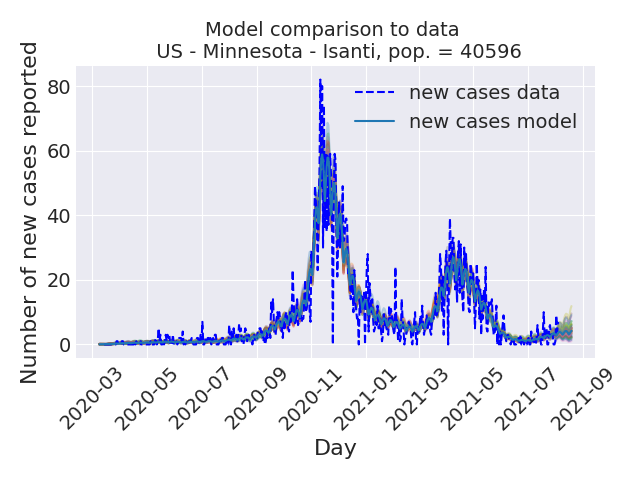 Model comparison to data
US - Minnesota - Isanti, pop. = 40596
Number of new cases reported
80
60
40
20
0
new cases data
new cases model
2020-03
2020-05
2020-07
2020-09
2020-11
2021-01
2021-03
2021-05
2021-07
2021-09
Day